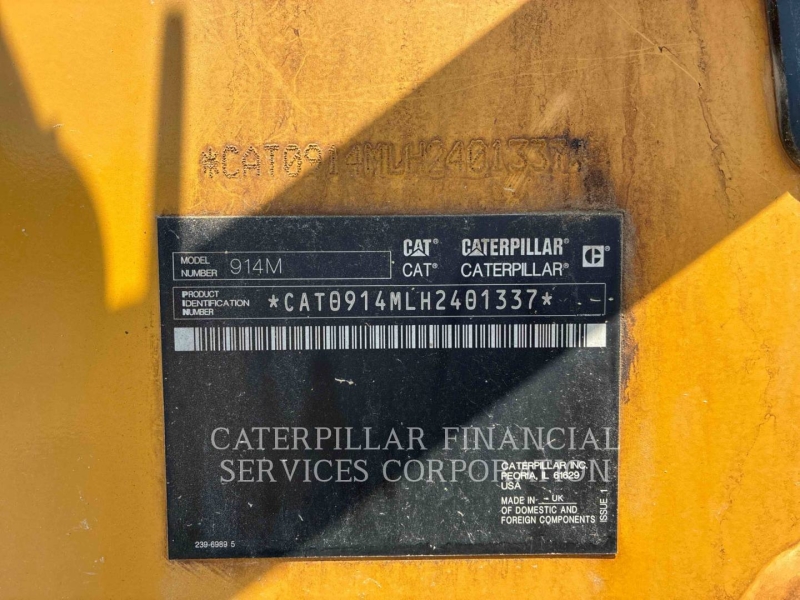 *CAT0914MLH2401337*
MODEL NUMBER 914M
CAT® CATERPILLAR®
CAT® CATERPILLAR®
PRODUCT IDENTIFICATION NUMBER *CAT0914MLH2401337*
CATERPILLAR FINANCIAL
SERVICES CORPORATION
CATERPILLAR INC.
PEORIA, IL 61629
USA
MADE IN - UK
OF DOMESTIC AND
FOREIGN COMPONENTS
ISSUE 1
239-6989 5